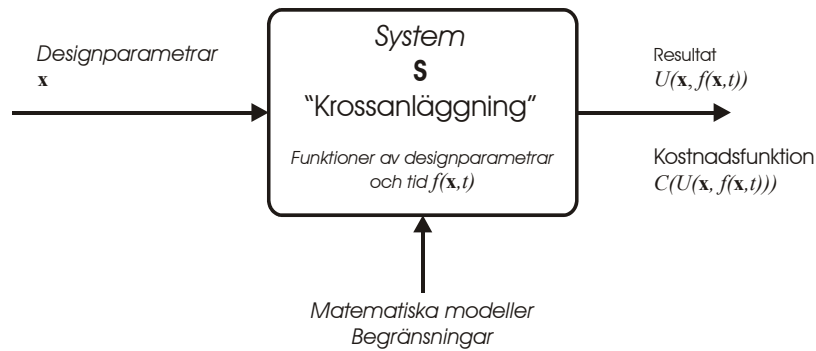 Designparametrar
x
System
S
"Krossanläggning"
Funktioner av designparametrar
och tid f(x,t)
Resultat
U(x, f(x,t))
Kostnadsfunktion
C(U(x, f(x,t)))
Matematiska modeller
Begränsningar